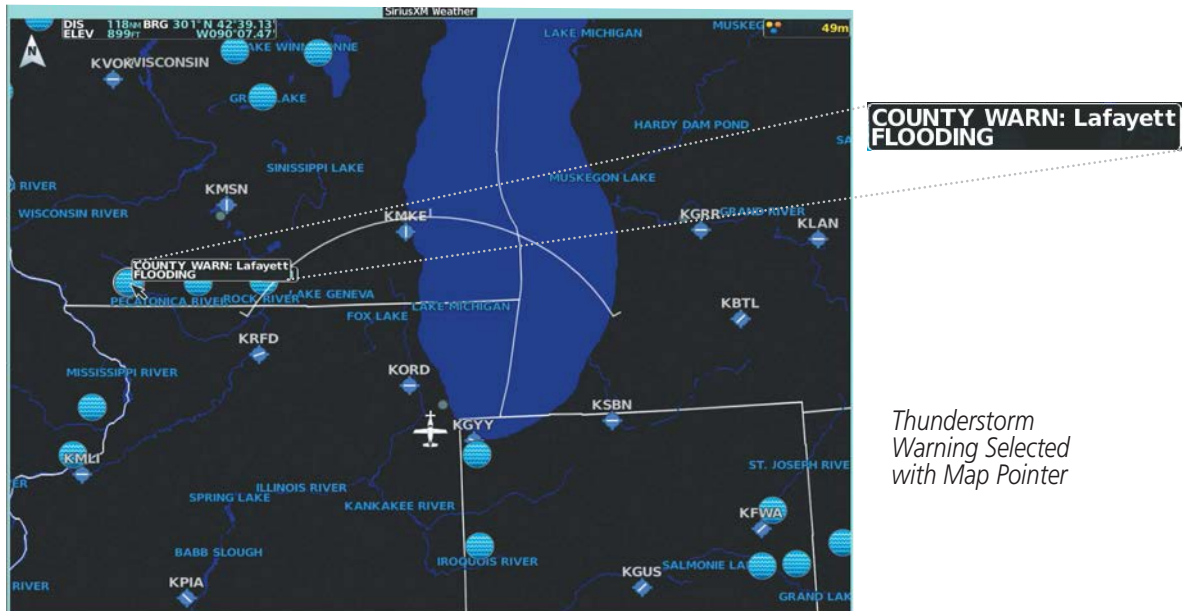 SiriusXM Weather
DIS 118NM BRG 301° N 42°39.13'
ELEV 899FT W090°07.47'
49m
N
LAKE MICHIGAN
KVOK
WISCONSIN
HARDY DAM POND
SINISSIPPI LAKE
MUSKEGON LAKE
N RIVER
KMSN
WISCONSIN RIVER
KMKE
KGRR
GRAND RIVER
KLAN
COUNTY WARN: Lafayett
FLOODING
COUNTY WARN: Lafayett
FLOODING
PECATONICA RIVER
ROCK RIVER
LAKE GENEVA
LAKE MICHIGAN
FOX LAKE
KBTL
KRFD
MISSISSIPPI RIVER
KORD
KSBN
KGYY
Thunderstorm
Warning Selected
with Map Pointer
KMLI
ST. JOSEPH RIVE
ILLINOIS RIVER
SPRING LAKE
KANKAKEE RIVER
KFWA
BABB SLOUGH
IROQUOIS RIVER
SALMONIE LA
KPIA
KGUS
RIVER
GRAND LAK